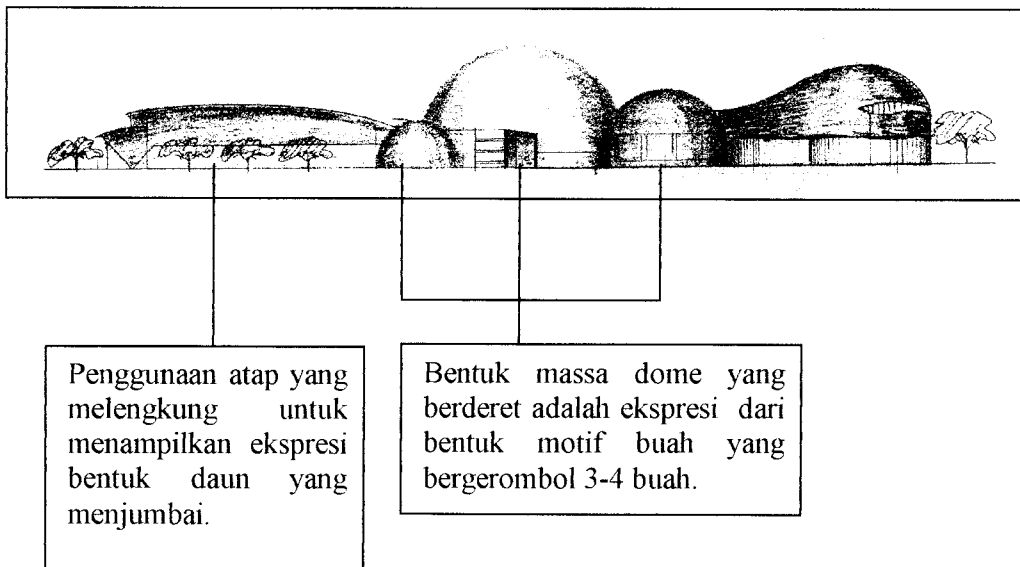 Penggunaan atap yang
melengkung untuk
menampilkan ekspresi
bentuk daun yang
menjumbai.
Bentuk massa dome yang
berderet adalah ekspresi dari
bentuk motif buah yang
bergerombol 3-4 buah.